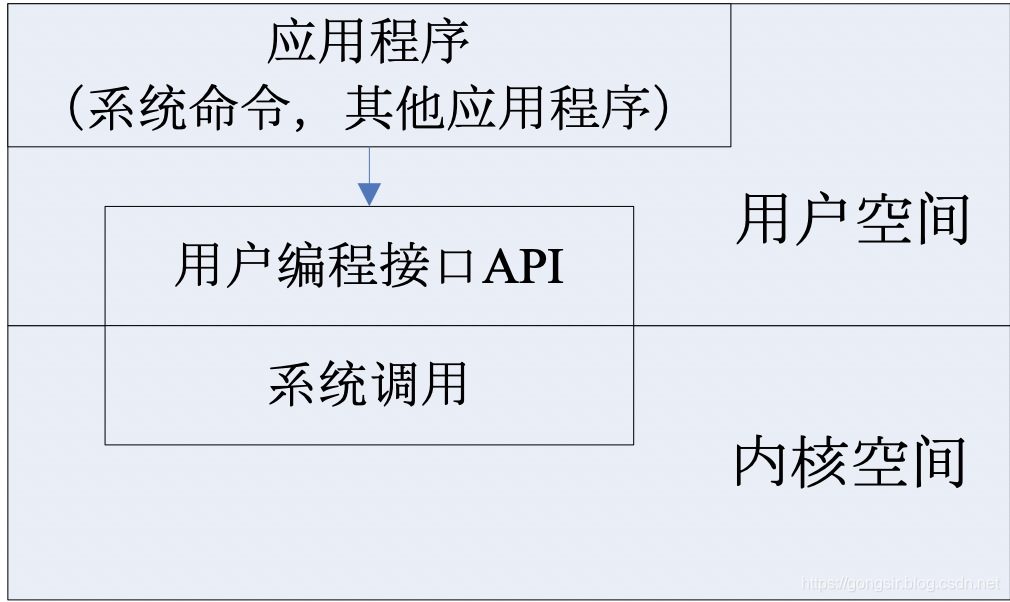 应用程序
（系统命令，其他应用程序）
用户空间
用户编程接口API
系统调用
内核空间
https://gongsir.blog.csdn.net